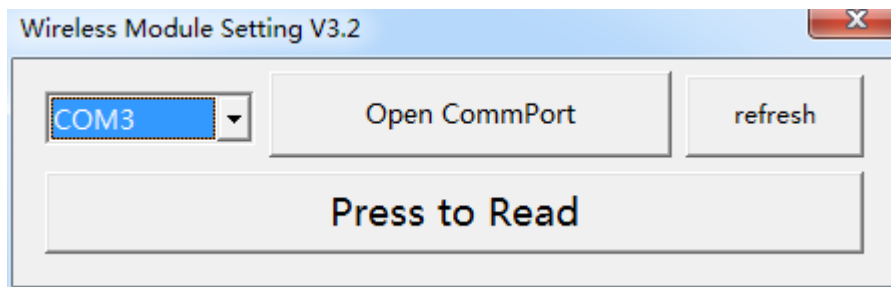 Wireless Module Setting V3.2
COM3 Open CommPort refresh
Press to Read